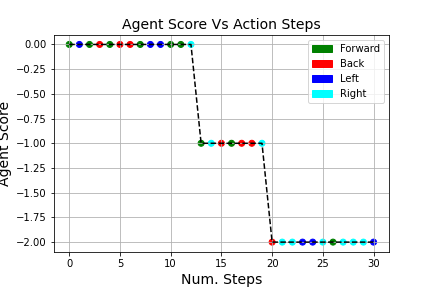 Agent Score Vs Action Steps
0.00
−0.25
−0.50
−0.75
−1.00
−1.25
−1.50
−1.75
−2.00
Agent Score
Forward
Back
Left
Right
0 5 10 15 20 25 30
Num. Steps